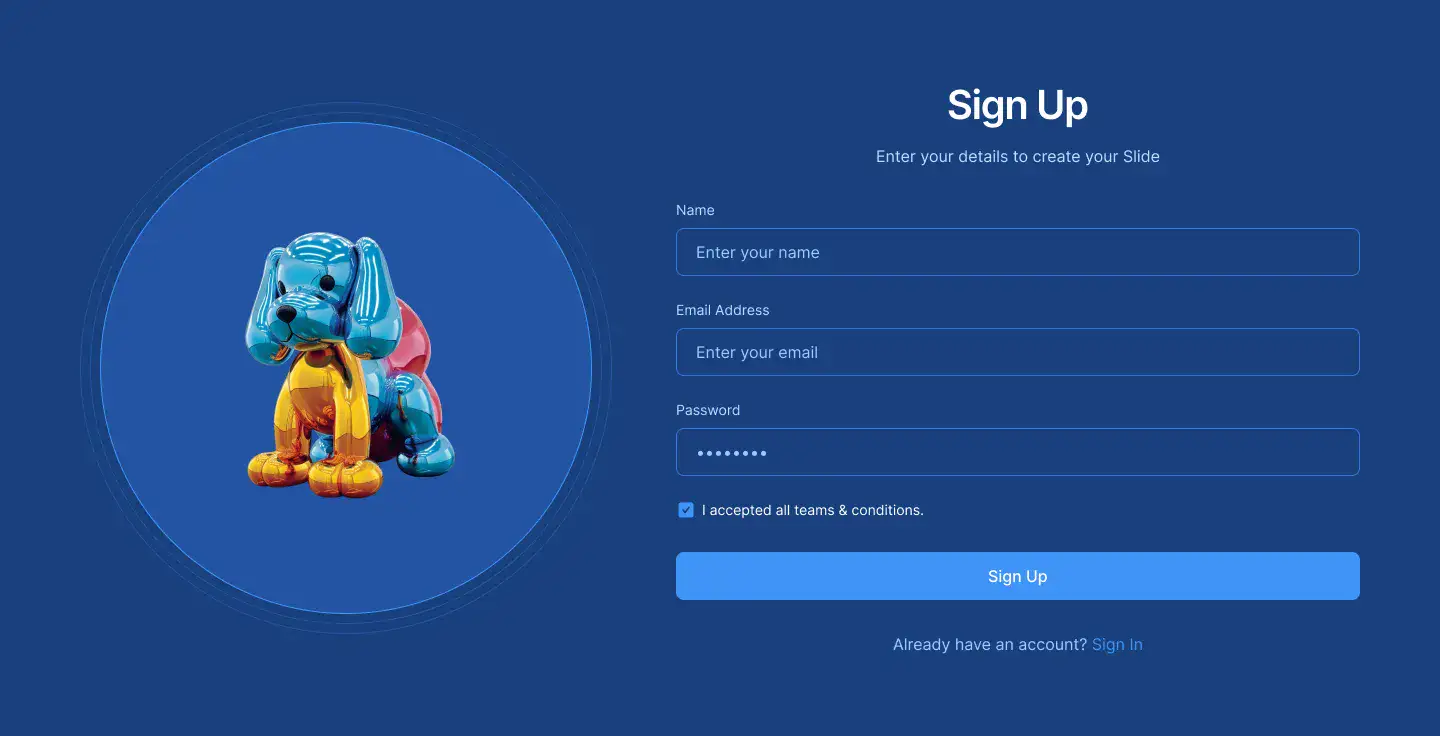 Sign Up
Enter your details to create your Slide
Name
Enter your name
Email Address
Enter your email
Password
••••••••
I accepted all teams & conditions.
Sign Up
Already have an account? Sign In